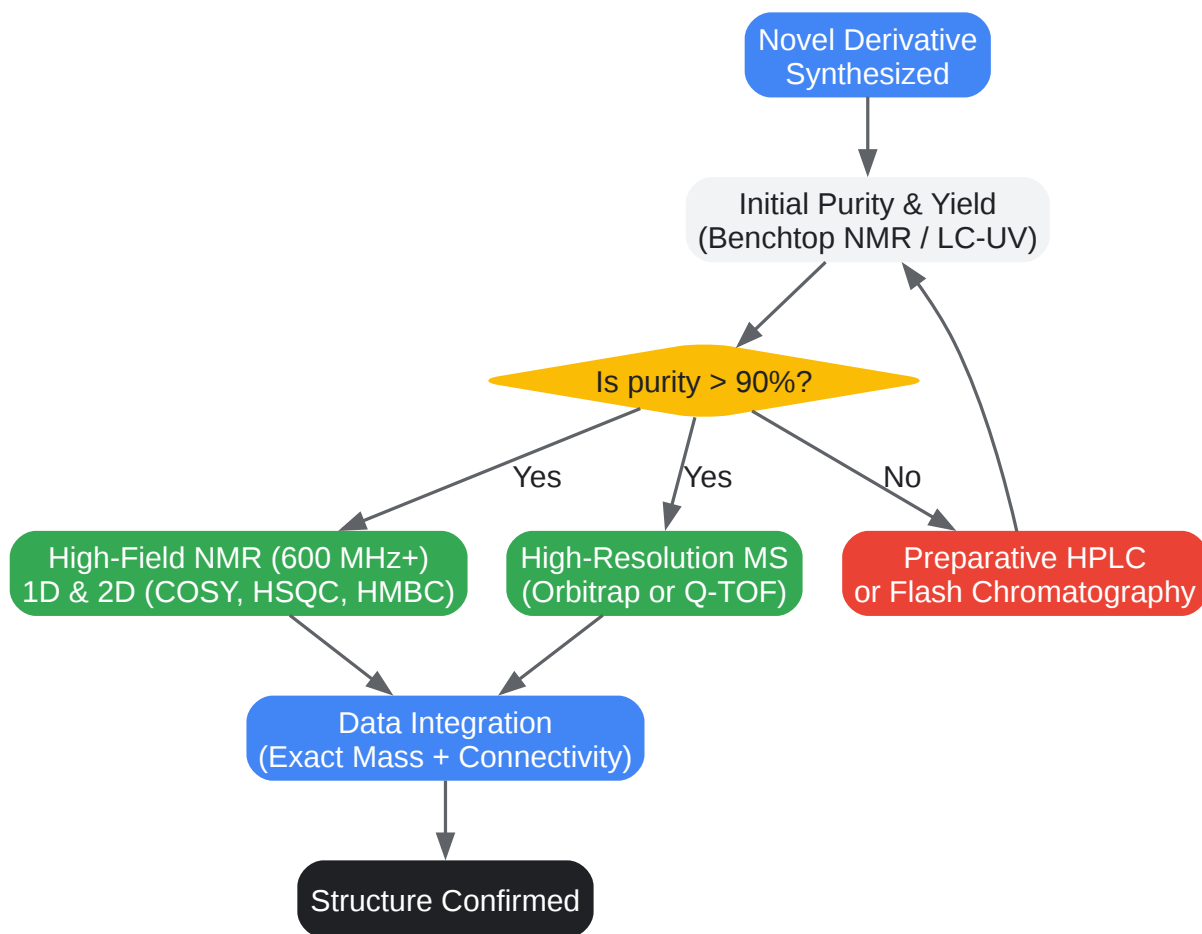 Novel Derivative
Synthesized
Initial Purity & Yield
(Benchtop NMR / LC-UV)
Is purity > 90%?
Yes
Yes
No
High-Field NMR (600 MHz+)
1D & 2D (COSY, HSQC, HMBC)
High-Resolution MS
(Orbitrap or Q-TOF)
Preparative HPLC
or Flash Chromatography
Data Integration
(Exact Mass + Connectivity)
Structure Confirmed